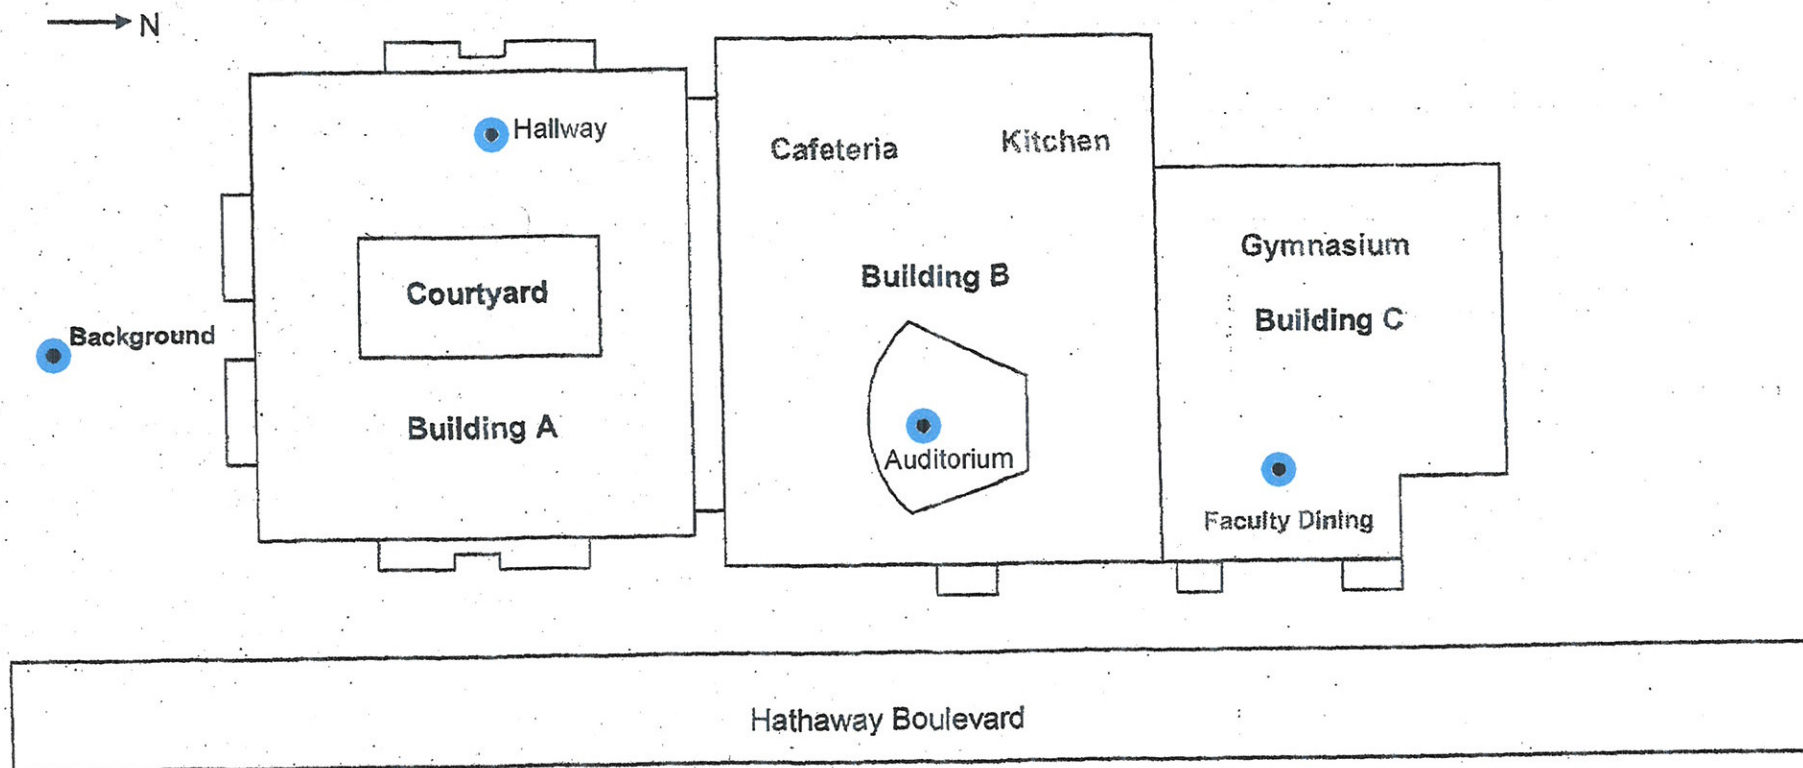 N
Hallway
Cafeteria
Kitchen
Gymnasium
Building B
Courtyard
Building C
Background
Building A
Auditorium
Faculty Dining
Hathaway Boulevard